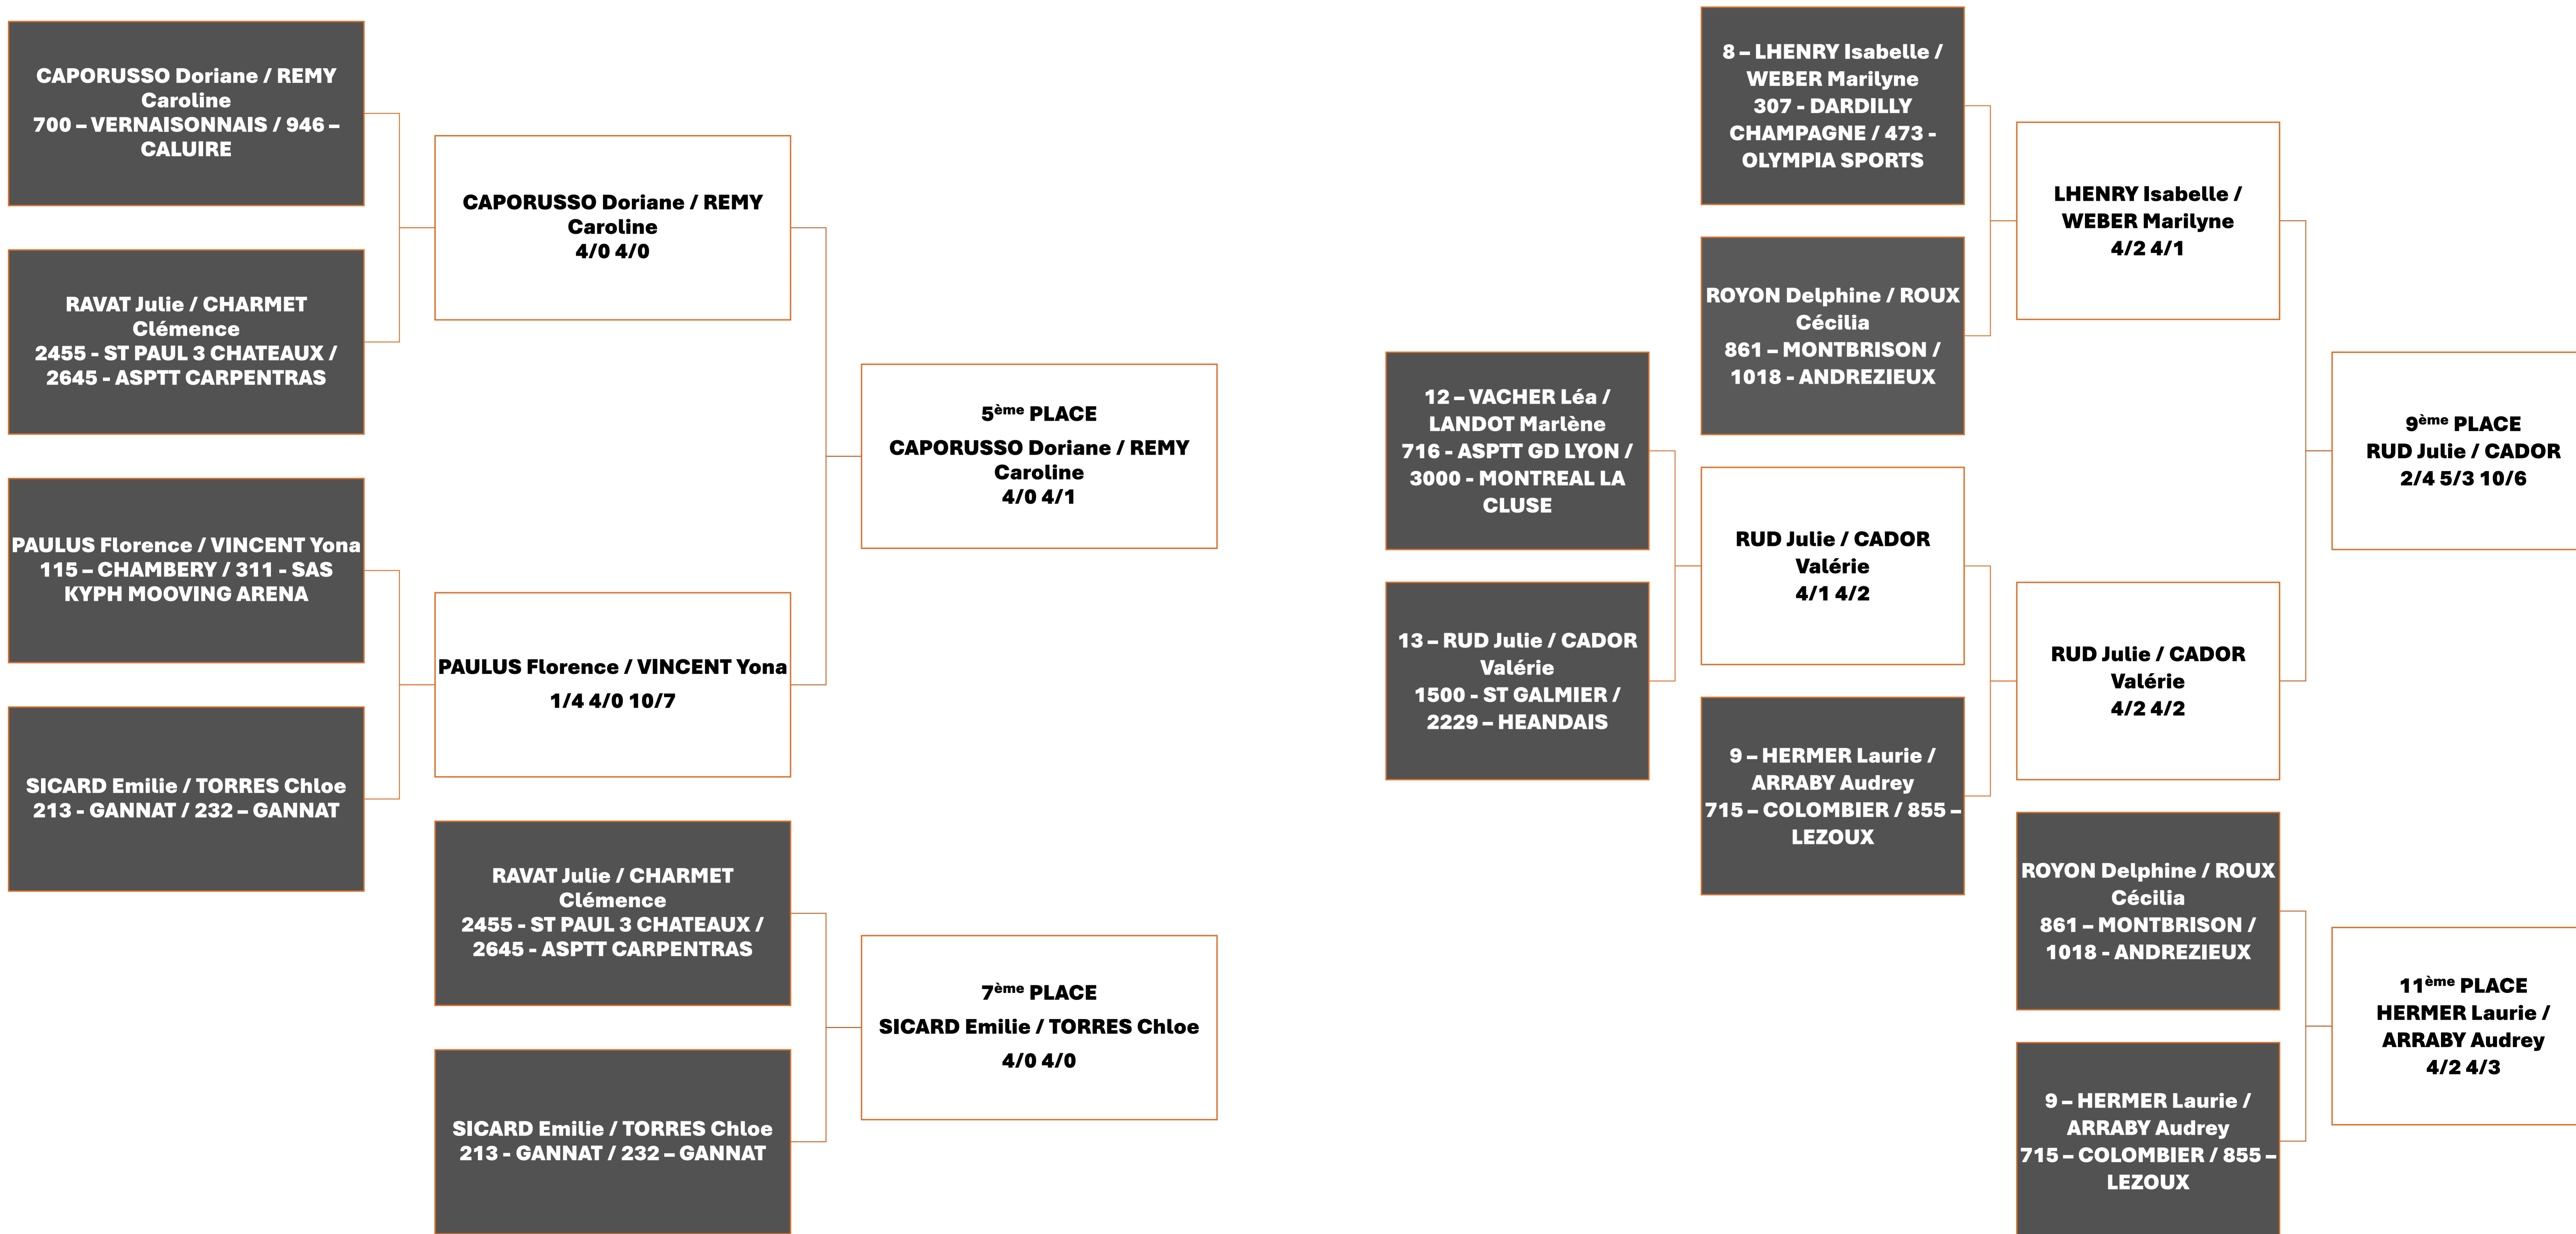 CAPORUSSO Doriane / REMY
Caroline
700 – VERNAISONNAIS / 946 –
CALUIRE
RAVAT Julie / CHARMET
Clémence
2455 - ST PAUL 3 CHATEAUX /
2645 - ASPTT CARPENTRAS
PAULUS Florence / VINCENT Yona
115 – CHAMBERY / 311 - SAS
KYPH MOOVING ARENA
SICARD Emilie / TORRES Chloe
213 - GANNAT / 232 – GANNAT
CAPORUSSO Doriane / REMY
Caroline
4/0 4/0
PAULUS Florence / VINCENT Yona
1/4 4/0 10/7
RAVAT Julie / CHARMET
Clémence
2455 - ST PAUL 3 CHATEAUX /
2645 - ASPTT CARPENTRAS
SICARD Emilie / TORRES Chloe
213 - GANNAT / 232 – GANNAT
5ème PLACE
CAPORUSSO Doriane / REMY
Caroline
4/0 4/1
7ème PLACE
SICARD Emilie / TORRES Chloe
4/0 4/0
12 – VACHER Léa /
LANDOT Marlène
716 - ASPTT GD LYON /
3000 - MONTREAL LA
CLUSE
13 – RUD Julie / CADOR
Valérie
1500 - ST GALMIER /
2229 – HEANDAIS
8 – LHENRY Isabelle /
WEBER Marilyne
307 - DARDILLY
CHAMPAGNE / 473 -
OLYMPIA SPORTS
ROYON Delphine / ROUX
Cécilia
861 – MONTBRISON /
1018 - ANDREZIEUX
RUD Julie / CADOR
Valérie
4/1 4/2
9 – HERMER Laurie /
ARRABY Audrey
715 – COLOMBIER / 855 –
LEZOUX
LHENRY Isabelle /
WEBER Marilyne
4/2 4/1
RUD Julie / CADOR
Valérie
4/2 4/2
ROYON Delphine / ROUX
Cécilia
861 – MONTBRISON /
1018 - ANDREZIEUX
9 – HERMER Laurie /
ARRABY Audrey
715 – COLOMBIER / 855 –
LEZOUX
9ème PLACE
RUD Julie / CADOR
2/4 5/3 10/6
11ème PLACE
HERMER Laurie /
ARRABY Audrey
4/2 4/3